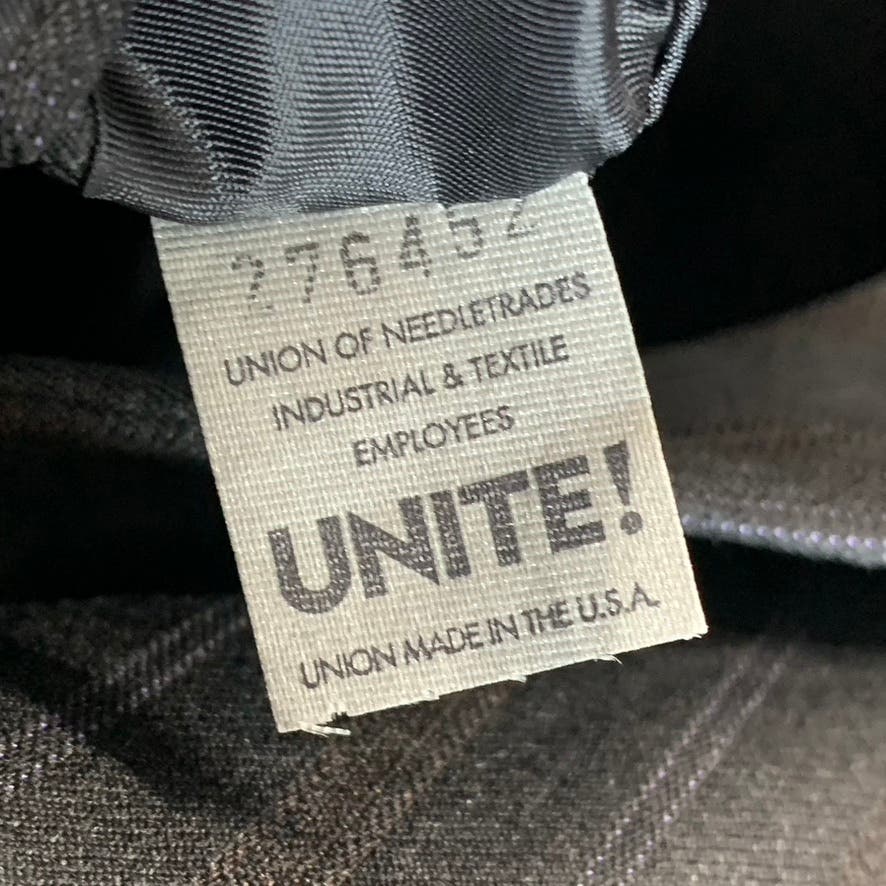 276452
UNION OF NEEDLETRADES
INDUSTRIAL & TEXTILE
EMPLOYEES
UNITE!
UNION MADE IN THE U.S.A.